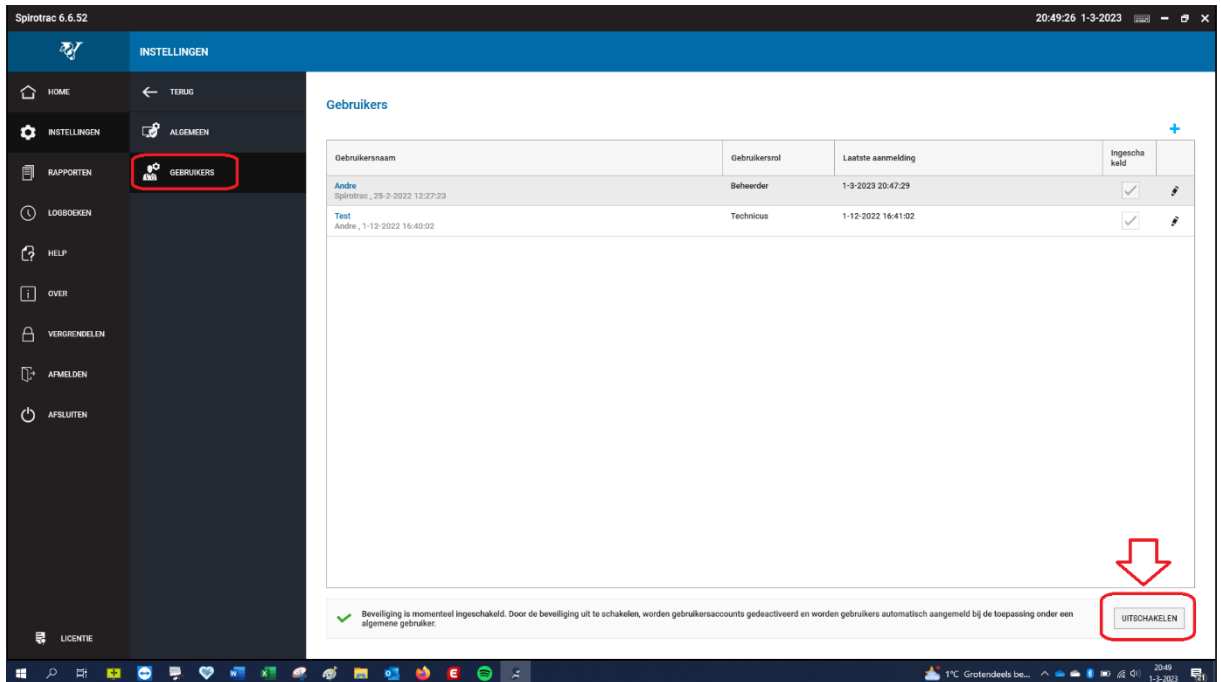 Spirotrac 6.6.52
20:49:26 1-3-2023
INSTELLINGEN
HOME
INSTELLINGEN
RAPPORTEN
LOGBOEKEN
HELP
OVER
VERGRENDELEN
AFMELDEN
AFSLUITEN
LICENTIE
TERUG
ALGEMEEN
GEBRUIKERS
Gebruikers
+
Gebruikersnaam Gebruikersrol Laatste aanmelding Ingescha
keld
Andre Beheerder 1-3-2023 20:47:29
Spirotrac , 25-2-2022 12:27:23
Test Technicus 1-12-2022 16:41:02
Andre , 1-12-2022 16:40:02
Beveiliging is momenteel ingeschakeld. Door de beveiliging uit te schakelen, worden gebruikersaccounts gedeactiveerd en worden gebruikers automatisch aangemeld bij de toepassing onder een
algemene gebruiker.
UITSCHAKELEN
1°C Grotendeels be...
20:49
1-3-2023